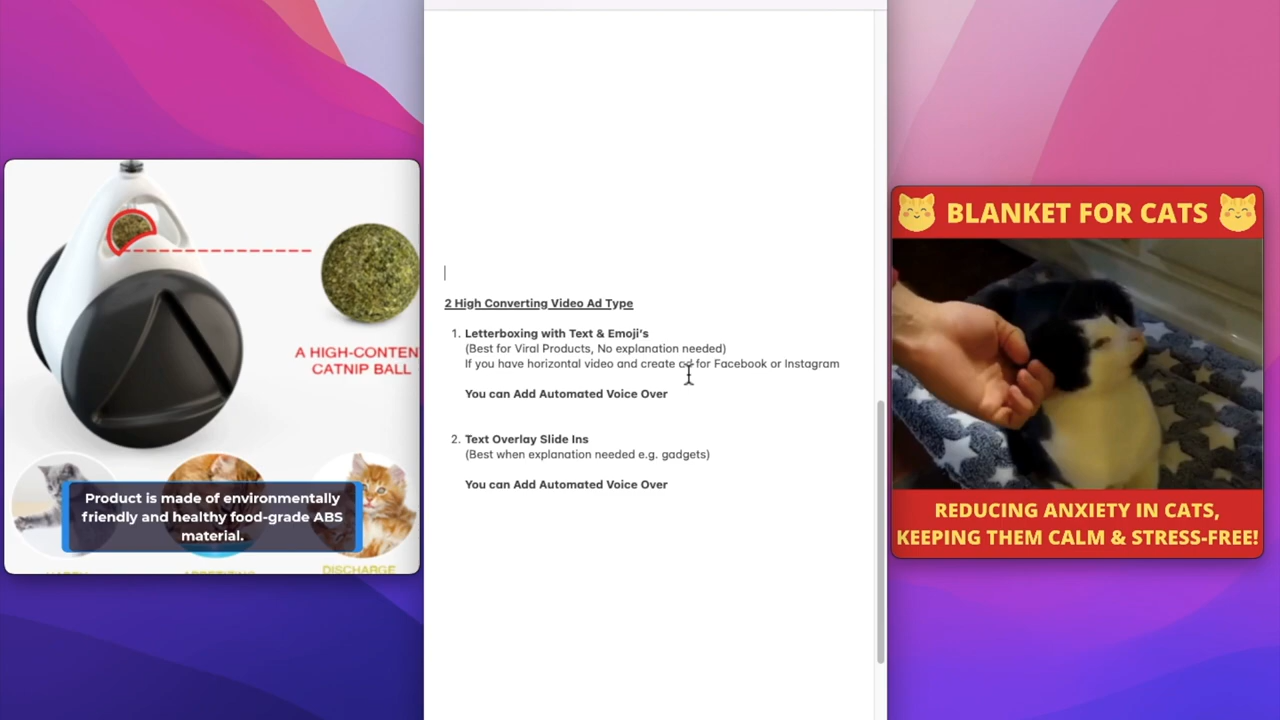 A HIGH-CONTEN
CATNIP BALL
Product is made of environmentally
friendly and healthy food-grade ABS
material.
DISCHARGE
2 High Converting Video Ad Type
1. Letterboxing with Text & Emoji's
(Best for Viral Products, No explanation needed)
If you have horizontal video and create ad for Facebook or Instagram
You can Add Automated Voice Over
2. Text Overlay Slide Ins
(Best when explanation needed e.g. gadgets)
You can Add Automated Voice Over
BLANKET FOR CATS
REDUCING ANXIETY IN CATS,
KEEPING THEM CALM & STRESS-FREE!